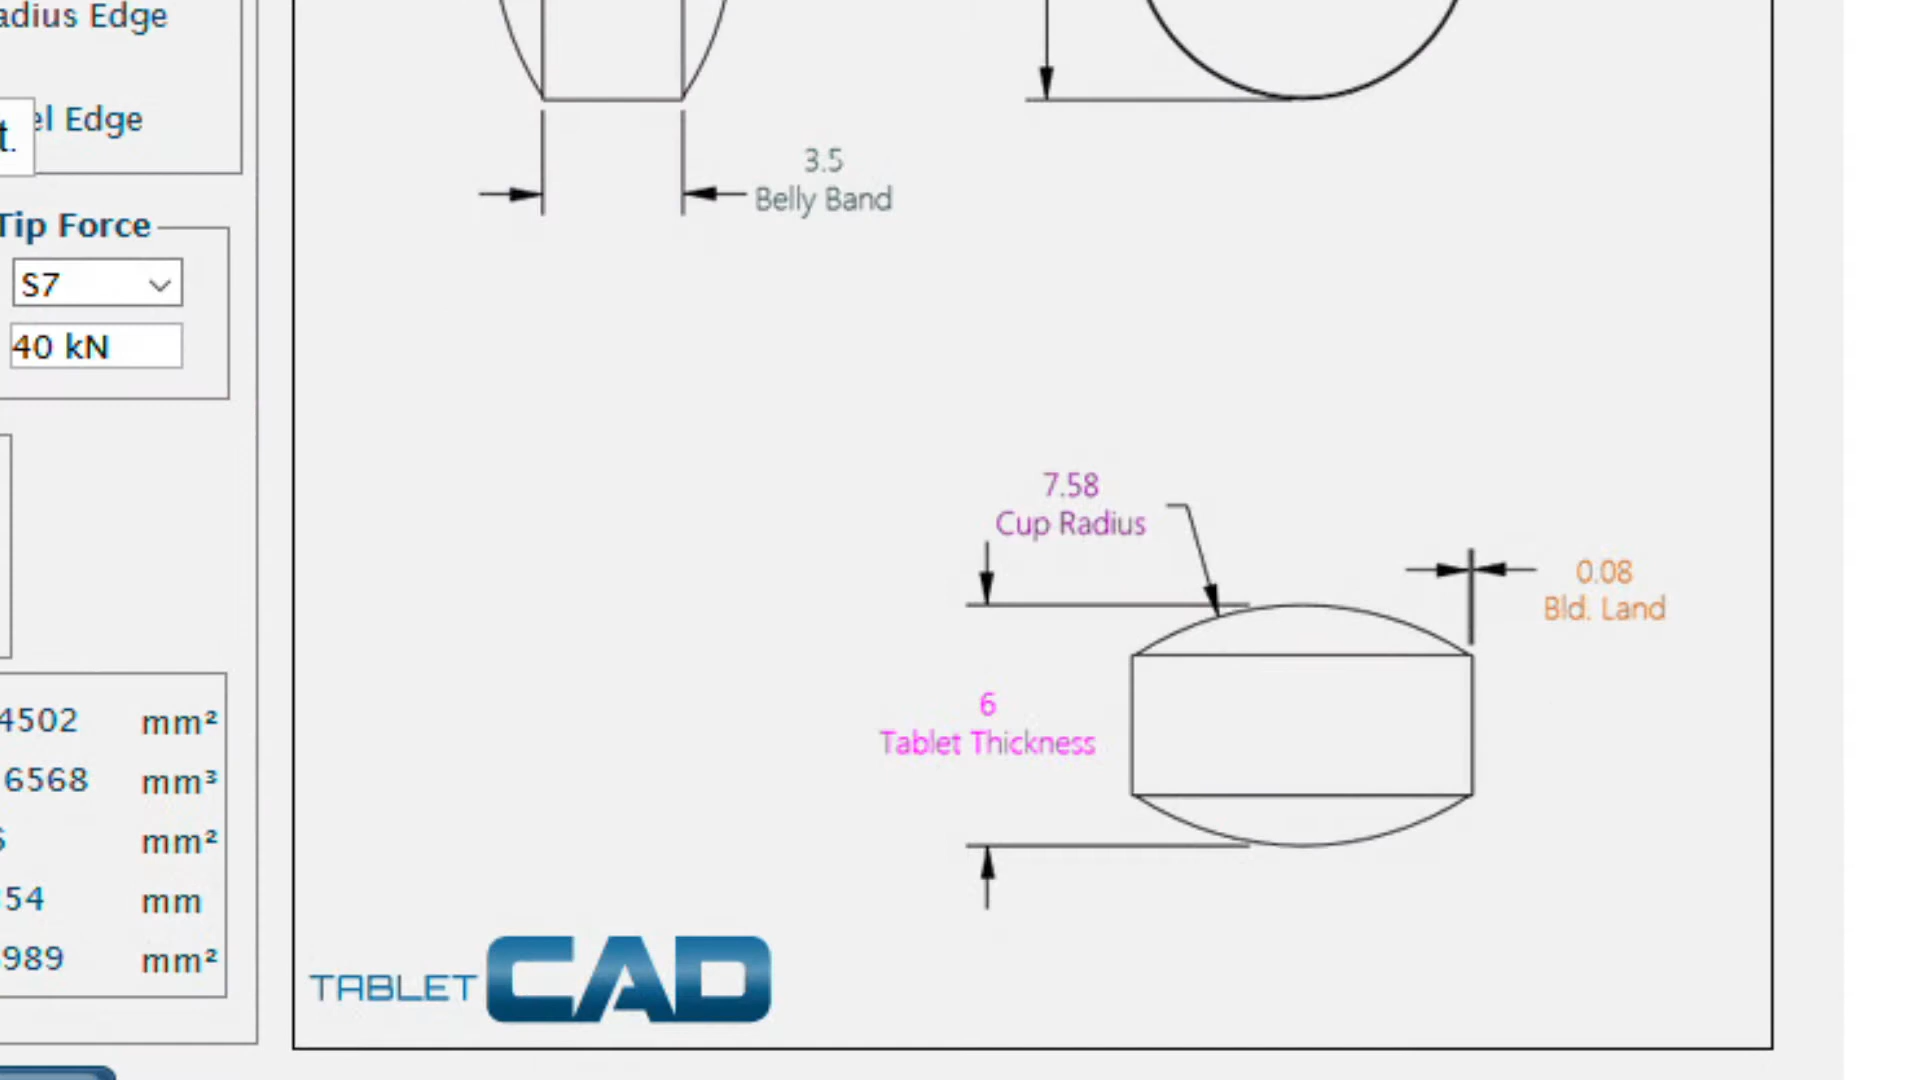 adius Edge
el Edge
t.
Tip Force
S7
40 kN
4502 mm²
6568 mm³
mm²
54 mm
989 mm²
3.5
Belly Band
7.58
Cup Radius
0.08
Bld. Land
6
Tablet Thickness
TABLET CAD